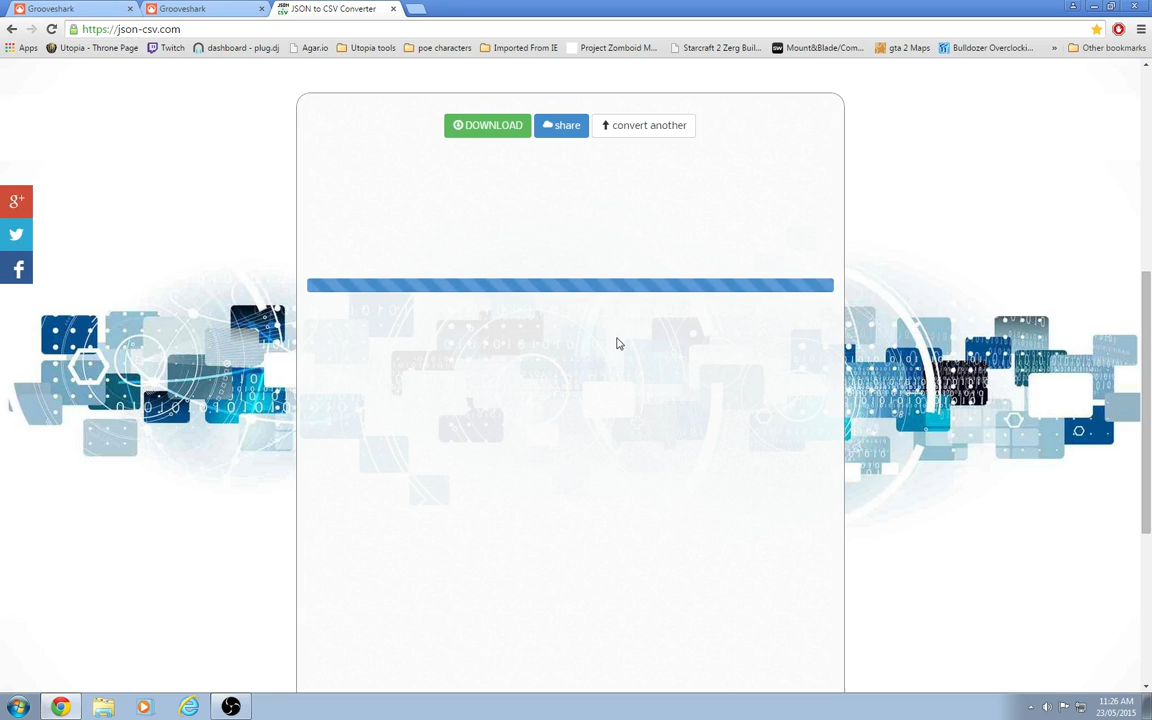 Grooveshark
Grooveshark
JSON to CSV Converter
https://json-csv.com
Apps
Utopia - Throne Page
Twitch
dashboard - plug.dj
Agar.io
Utopia tools
poe characters
Imported From IE
Project Zomboid M...
Starcraft 2 Zerg Buil...
Mount&Blade/Com...
gta 2 Maps
Bulldozer Overclocki...
»
Other bookmarks
DOWNLOAD
share
convert another
g+
f
11:26 AM
23/05/2015